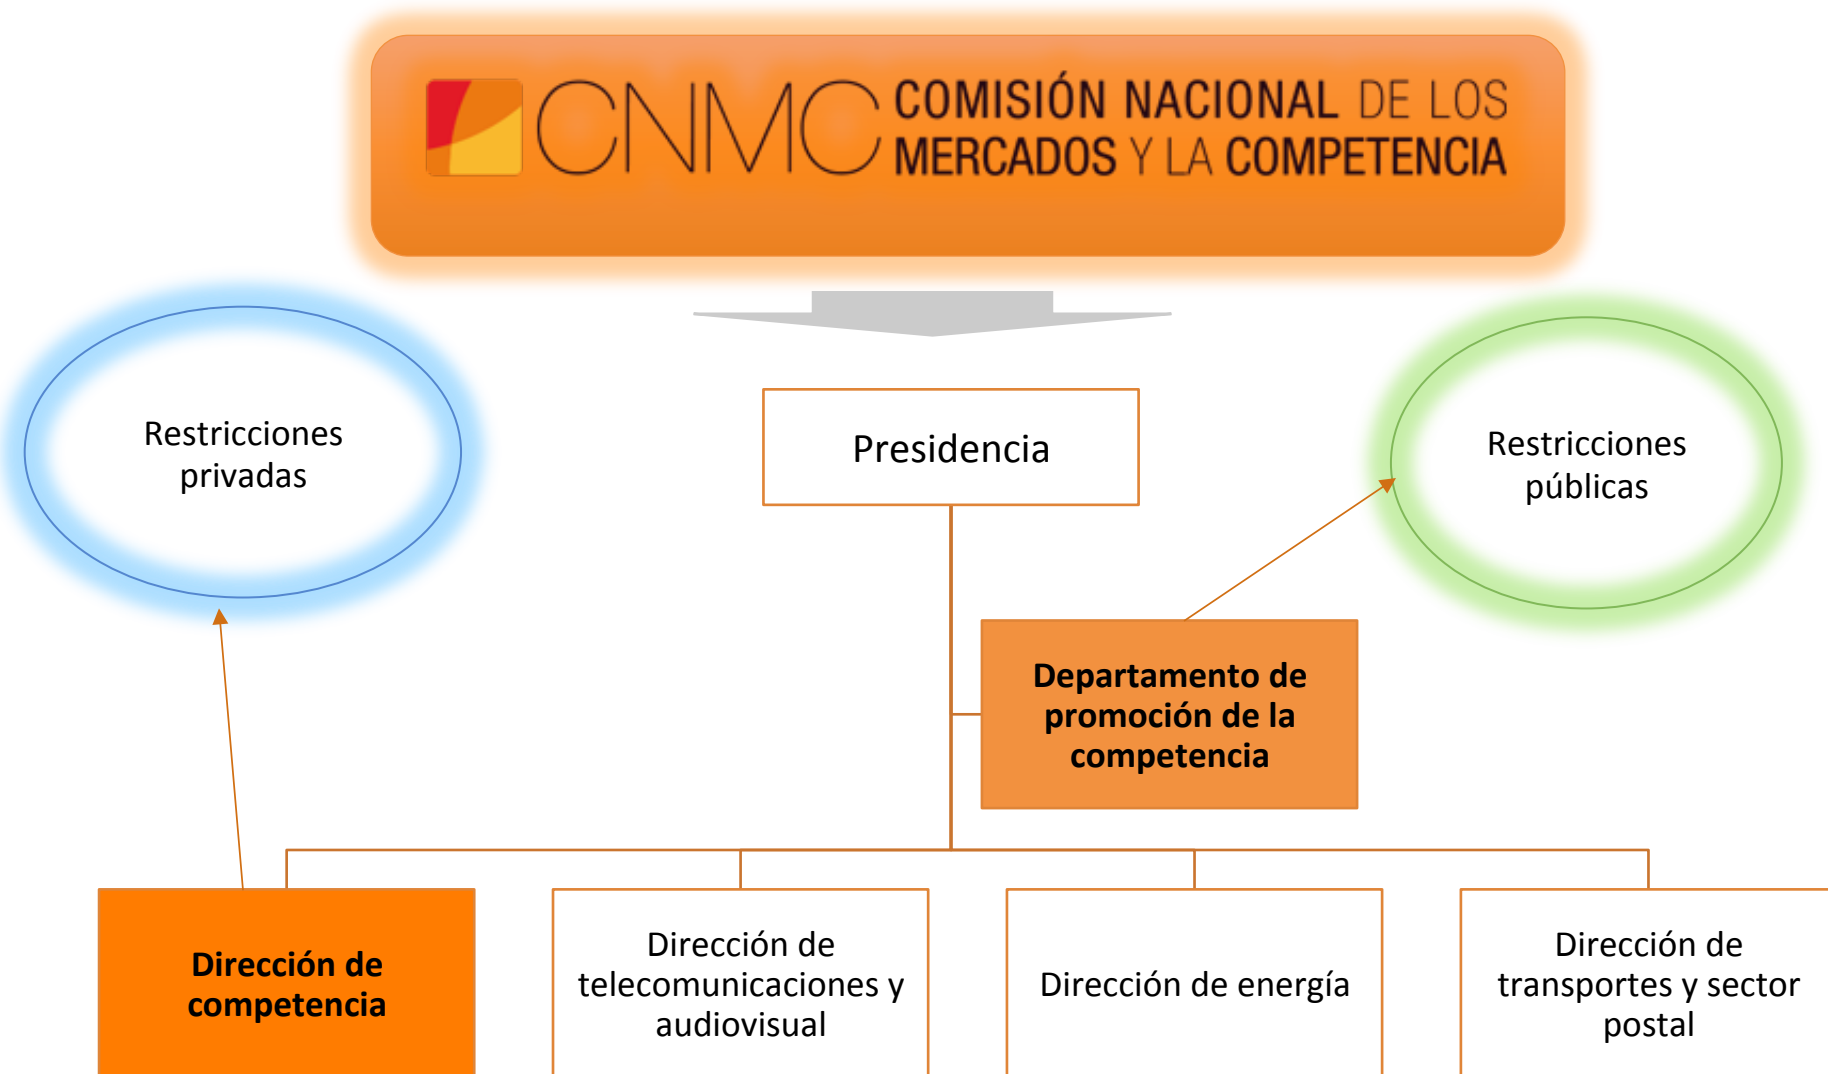 CNMC COMISIÓN NACIONAL DE LOS
MERCADOS Y LA COMPETENCIA
Restricciones
privadas
Presidencia
Restricciones
públicas
Departamento de
promoción de la
competencia
Dirección de
competencia
Dirección de
telecomunicaciones y
audiovisual
Dirección de energía
Dirección de
transportes y sector
postal